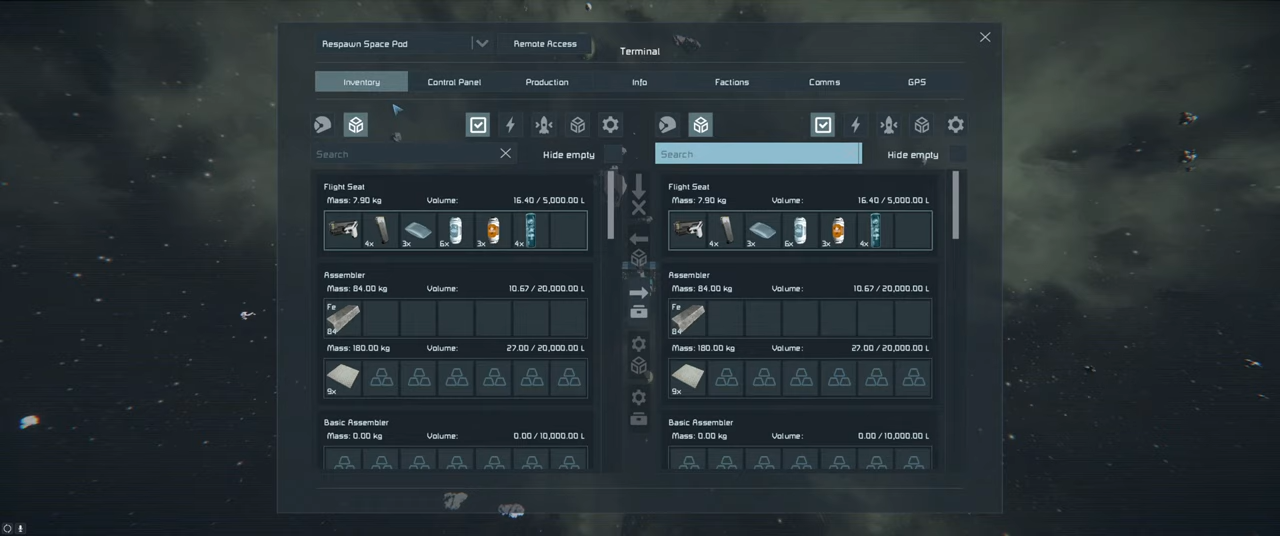 Respawn Space Pod
Remote Access
Terminal
Inventory
Control Panel
Production
Info
Factions
Comms
GPS
Search
Hide empty
Flight Seat
Mass: 7.90 kg
Volume:
16.40 / 5,000.00 L
4x
3x
6x
3x
4x
Assembler
Mass: 84.00 kg
Volume:
10.67 / 20,000.00 L
Fe
84
Mass: 180.00 kg
Volume:
27.00 / 20,000.00 L
9x
Basic Assembler
Mass: 0.00 kg
Volume:
0.00 / 10,000.00 L
Search
Hide empty
Flight Seat
Mass: 7.90 kg
Volume:
16.40 / 5,000.00 L
4x
3x
6x
3x
4x
Assembler
Mass: 84.00 kg
Volume:
10.67 / 20,000.00 L
Fe
84
Mass: 180.00 kg
Volume:
27.00 / 20,000.00 L
9x
Basic Assembler
Mass: 0.00 kg
Volume:
0.00 / 10,000.00 L